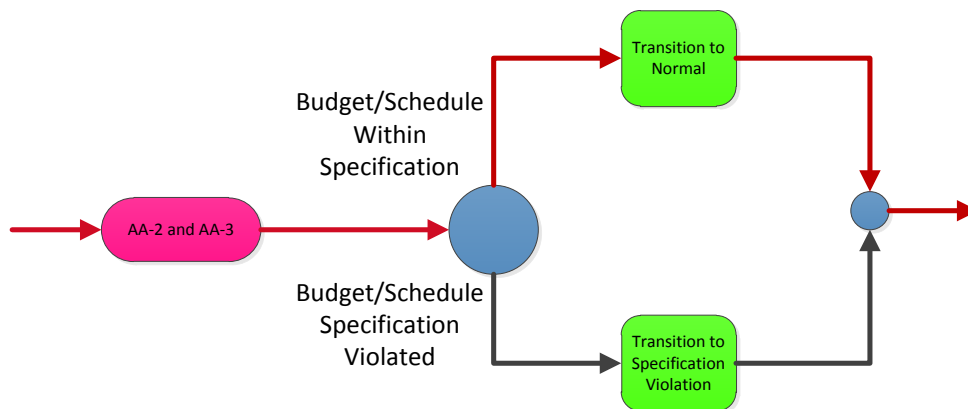 Transition to
Normal
Budget/Schedule
Within
Specification
AA-2 and AA-3
Budget/Schedule
Specification
Violated
Transition to
Specification
Violation